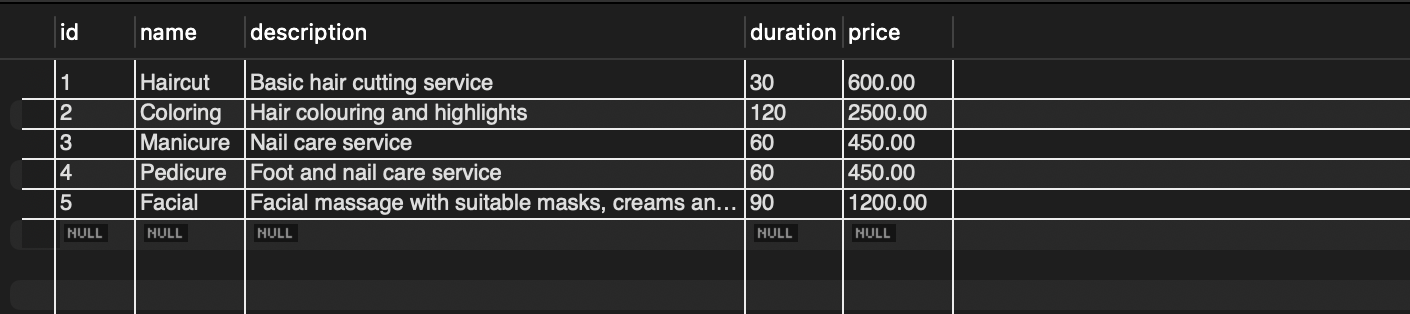 id name description duration price
1 Haircut Basic hair cutting service 30 600.00
2 Coloring Hair colouring and highlights 120 2500.00
3 Manicure Nail care service 60 450.00
4 Pedicure Foot and nail care service 60 450.00
5 Facial Facial massage with suitable masks, creams an... 90 1200.00
NULL NULL NULL NULL NULL